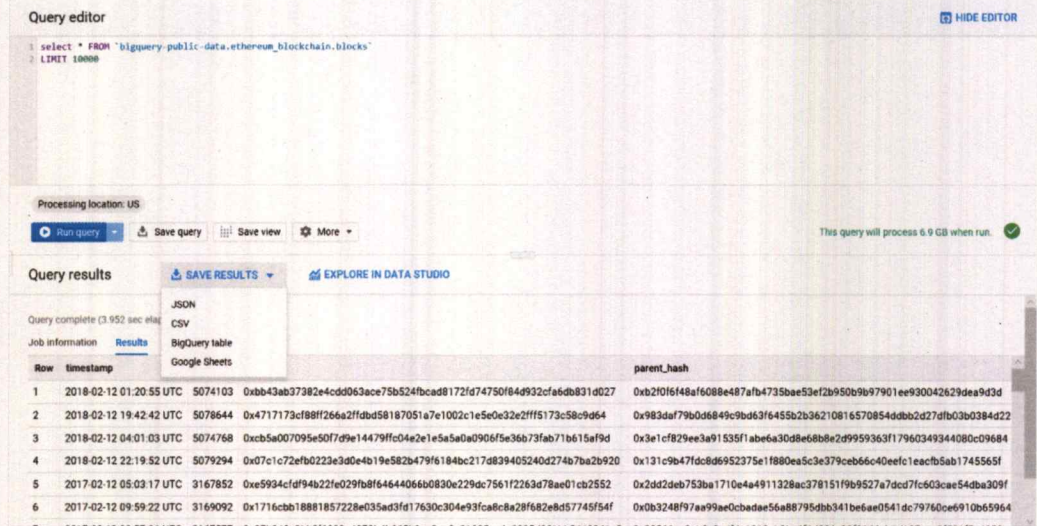 Query editor
HIDE EDITOR
1 select * FROM `bigquery-public-data.ethereum_blockchain.blocks`
2 LIMIT 10000
Processing location: US
Run query Save query Save view More
This query will process 6.9 GB when run.
Query results SAVE RESULTS EXPLORE IN DATA STUDIO
JSON
Query complete (3.952 sec
CSV
Job information Results BigQuery table
Google Sheets
Row timestamp parent_hash
1 2018-02-12 01:20:55 UTC 5074103 0xbb43ab37382e4cdd063ace75b524fbcad8172fd74750f84d932cfa6db831d027 0xb2f0f6f48af6088e487afb4735bae53ef2b950b9b97901ee930042629dea9d3d
2 2018-02-12 19:42:42 UTC 5078644 0x4717173cf88ff266a2ffdbd58187051a7e1002c1e5e0e32e2fff5173c58c9d64 0x983daf79b0d6849c9bd63f6455b2b36210816570854ddbb2d27dfb03b0384d22
3 2018-02-12 04:01:03 UTC 5074768 0xcb5a007095e50f7d9e14479ffc04e2e1e5a5a0a0906f5e36b73fab71b615af9d 0x3e1cf829ee3a91535f1abe6a30d8e68b8e2d9959363f17960349344080c09684
4 2018-02-12 22:19:52 UTC 5079294 0x07c1c72efb0223e3d0e4b19e582b479f6184bc217d839405240d274b7ba2b920 0x131c9b47fdc8d6952375e1f880ea5c3e379ceb66c40eefc1eacfb5ab1745565f
5 2017-02-12 05:03:17 UTC 3167852 0xe5934cfdf94b22fe029fb8f64644066b0830e229dc7561f2263d78ae01cb2552 0x2dd2deb753ba1710e4a4911328ac378151f9b9527a7dcd7fc603cae54dba309f
6 2017-02-12 09:59:22 UTC 3169092 0x1716cbb18881857228e035ad3fd17630c304e93fca8c8a28f682e8d57745f54f 0x0b3248f97aa99ae0cbadae56a88795dbb341be6ae0541dc79760ce6910b65964